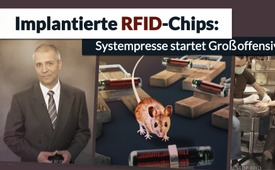 Implantierte RFID-Chips:
Systempresse startet Großoffensiv